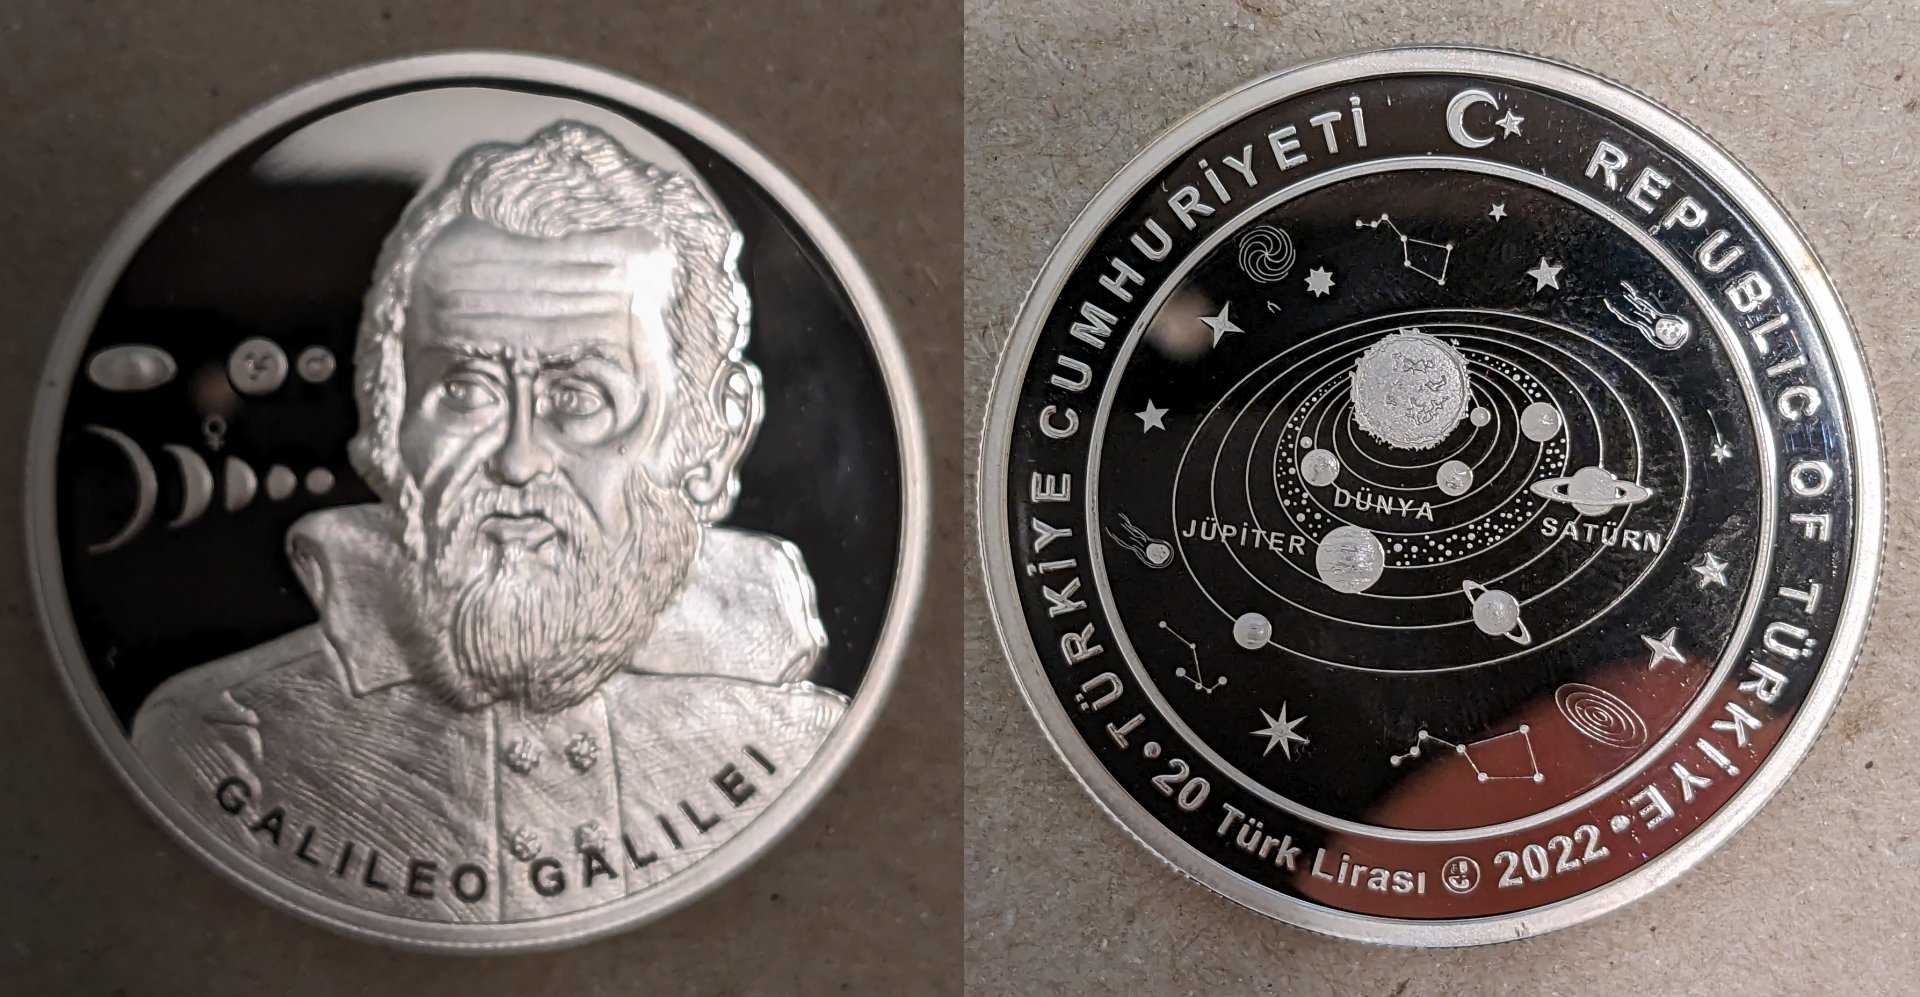 GALILEO GALILEI
TÜRKİYE CUMHURİYETİ
REPUBLIC OF TÜRKİYE
DÜNYA
JÜPİTER
SATÜRN
• 20 Türk Lirası 2022 •